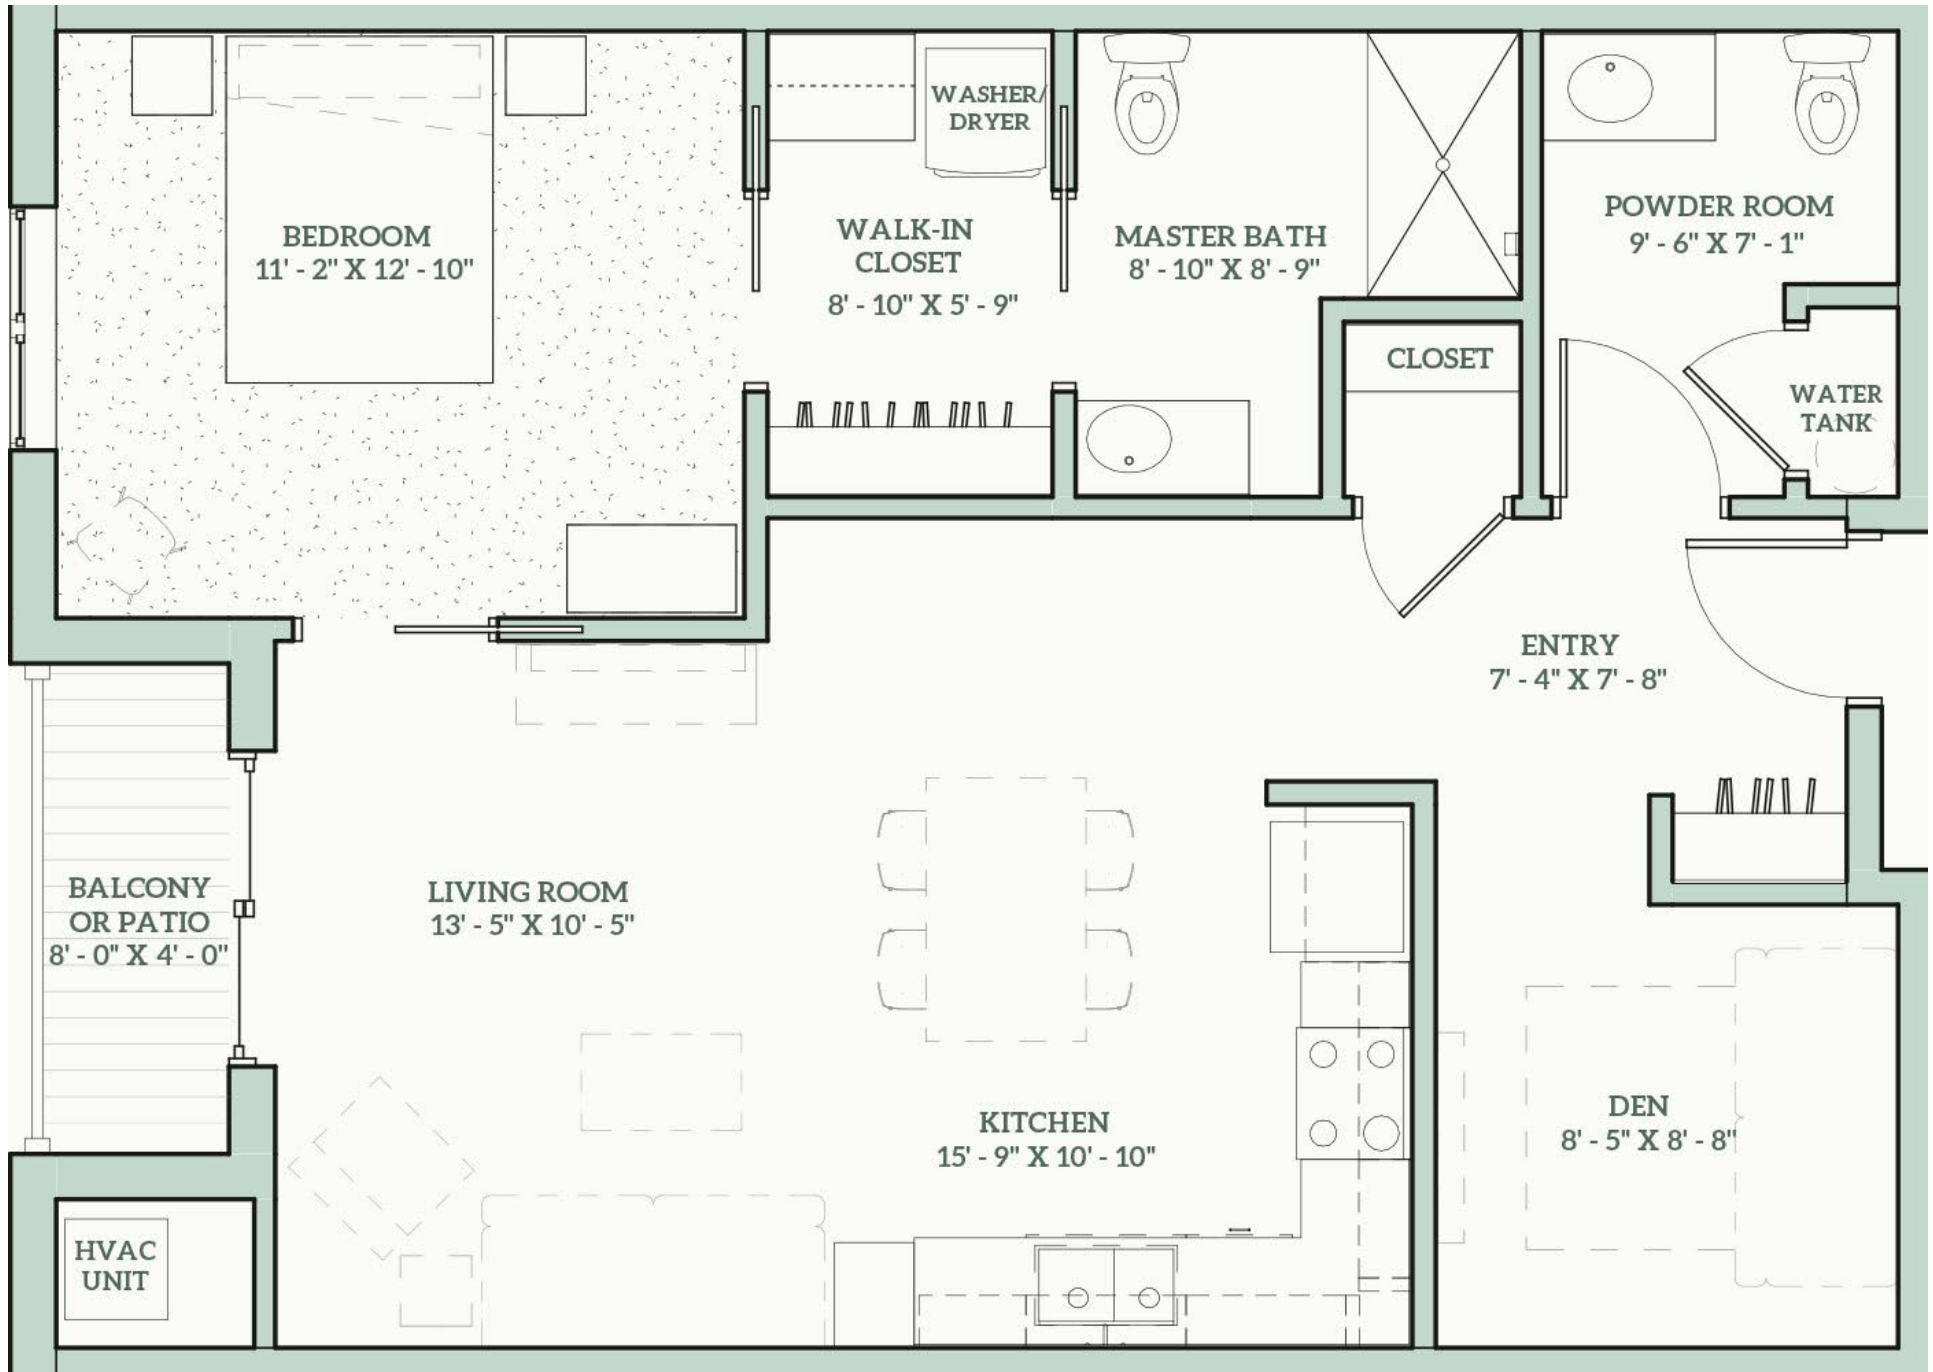 WASHER/
DRYER
BEDROOM
11' - 2" X 12' - 10"
WALK-IN
CLOSET
8' - 10" X 5' - 9"
MASTER BATH
8' - 10" X 8' - 9"
POWDER ROOM
9' - 6" X 7' - 1"
CLOSET
WATER
TANK
ENTRY
7' - 4" X 7' - 8"
BALCONY
OR PATIO
8' - 0" X 4' - 0"
LIVING ROOM
13' - 5" X 10' - 5"
KITCHEN
15' - 9" X 10' - 10"
DEN
8' - 5" X 8' - 8"
HVAC
UNIT